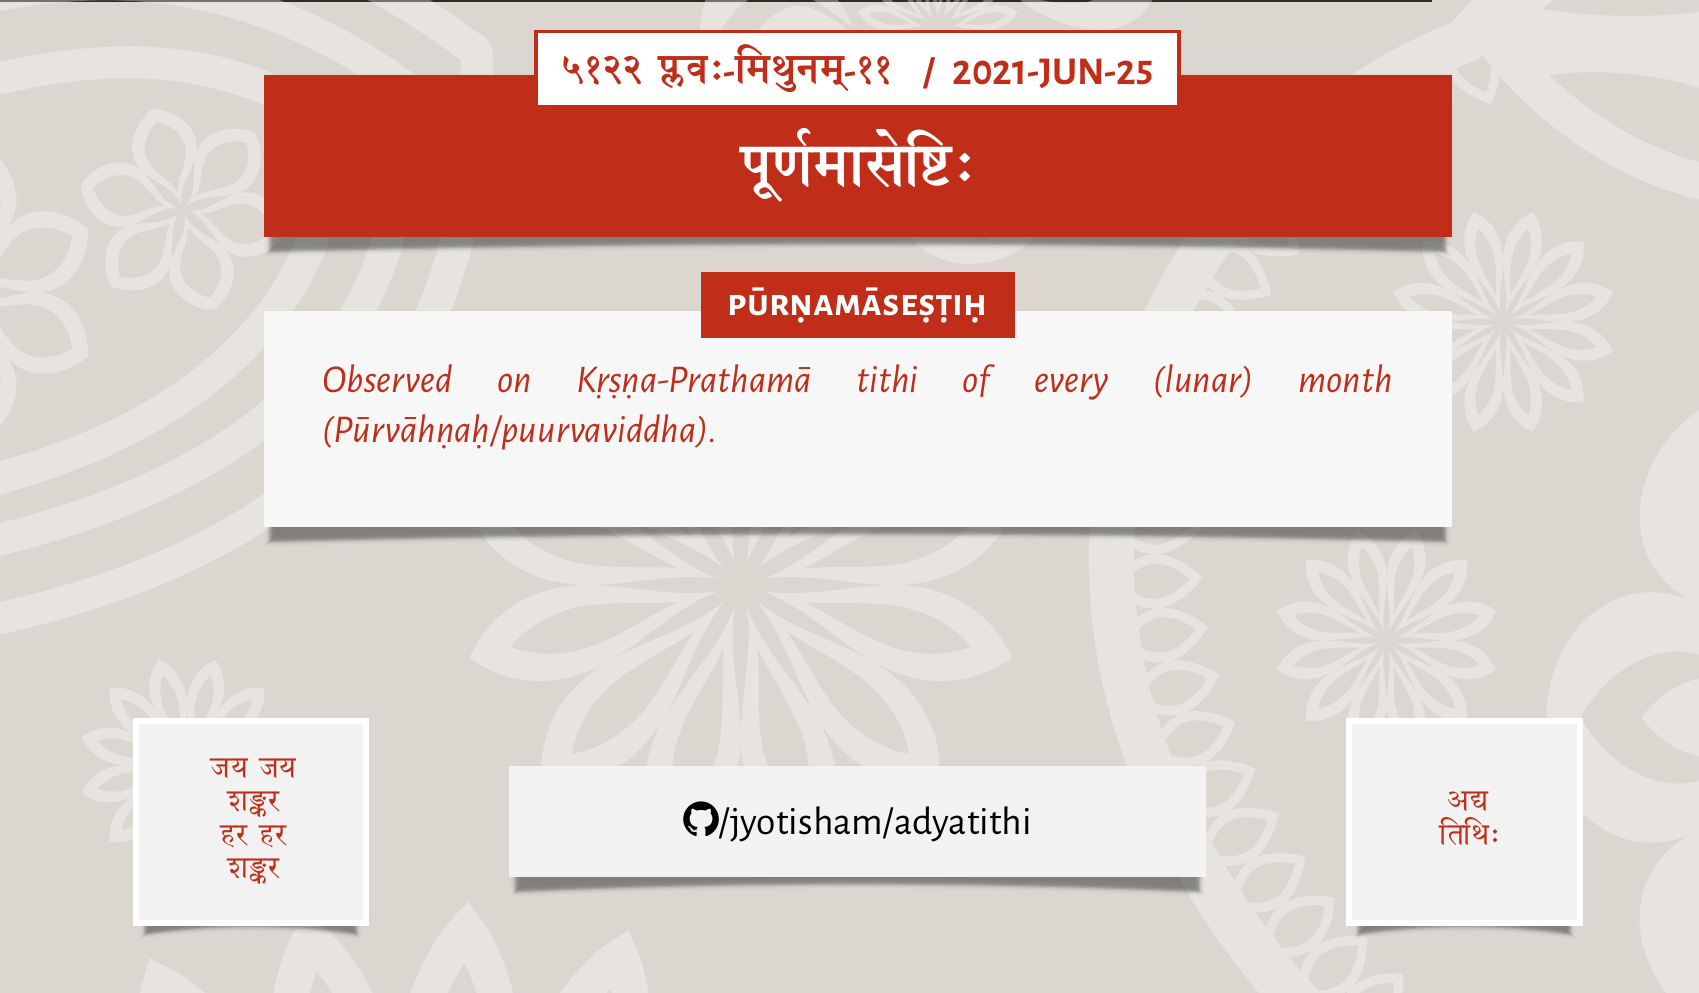 ५१२२ प्लवः-मिथुनम्-११ / 2021-JUN-25
पूर्णमासेष्टिः
PŪRṆAMĀSEṢṬIḤ
Observed on Kṛṣṇa-Prathamā tithi of every (lunar) month
(Pūrvāhṇaḥ/puurvaviddha).
जय जय
शङ्कर
हर हर
शङ्कर
/jyotisham/adyatithi
अद्य
तिथिः